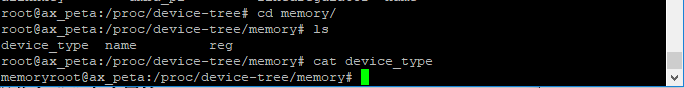 root@ax_peta:/proc/device-tree# cd memory/
root@ax_peta:/proc/device-tree/memory# ls
device_type  name       reg
root@ax_peta:/proc/device-tree/memory# cat device_type
memoryroot@ax_peta:/proc/device-tree/memory#